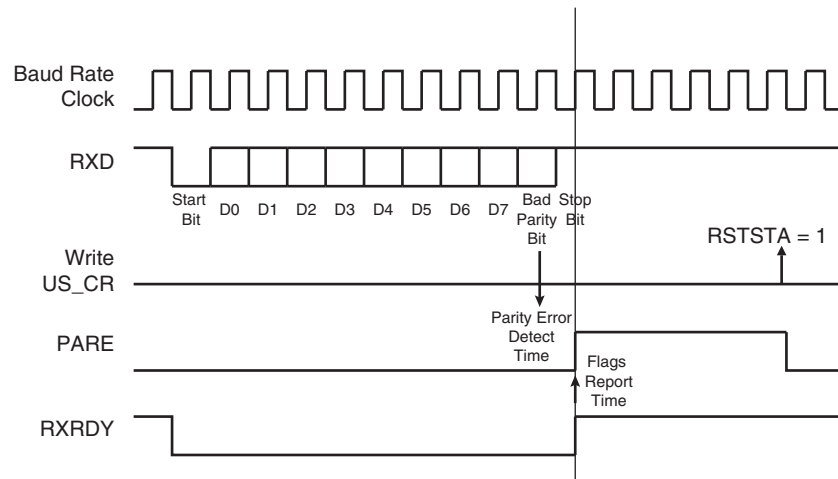 Baud Rate
Clock
RXD
Start
Bit
D0
D1
D2
D3
D4
D5
D6
D7
Bad
Parity
Bit
Stop
Bit
RSTSTA = 1
Write
US_CR
Parity Error
Detect
Time
PARE
Flags
Report
Time
RXRDY